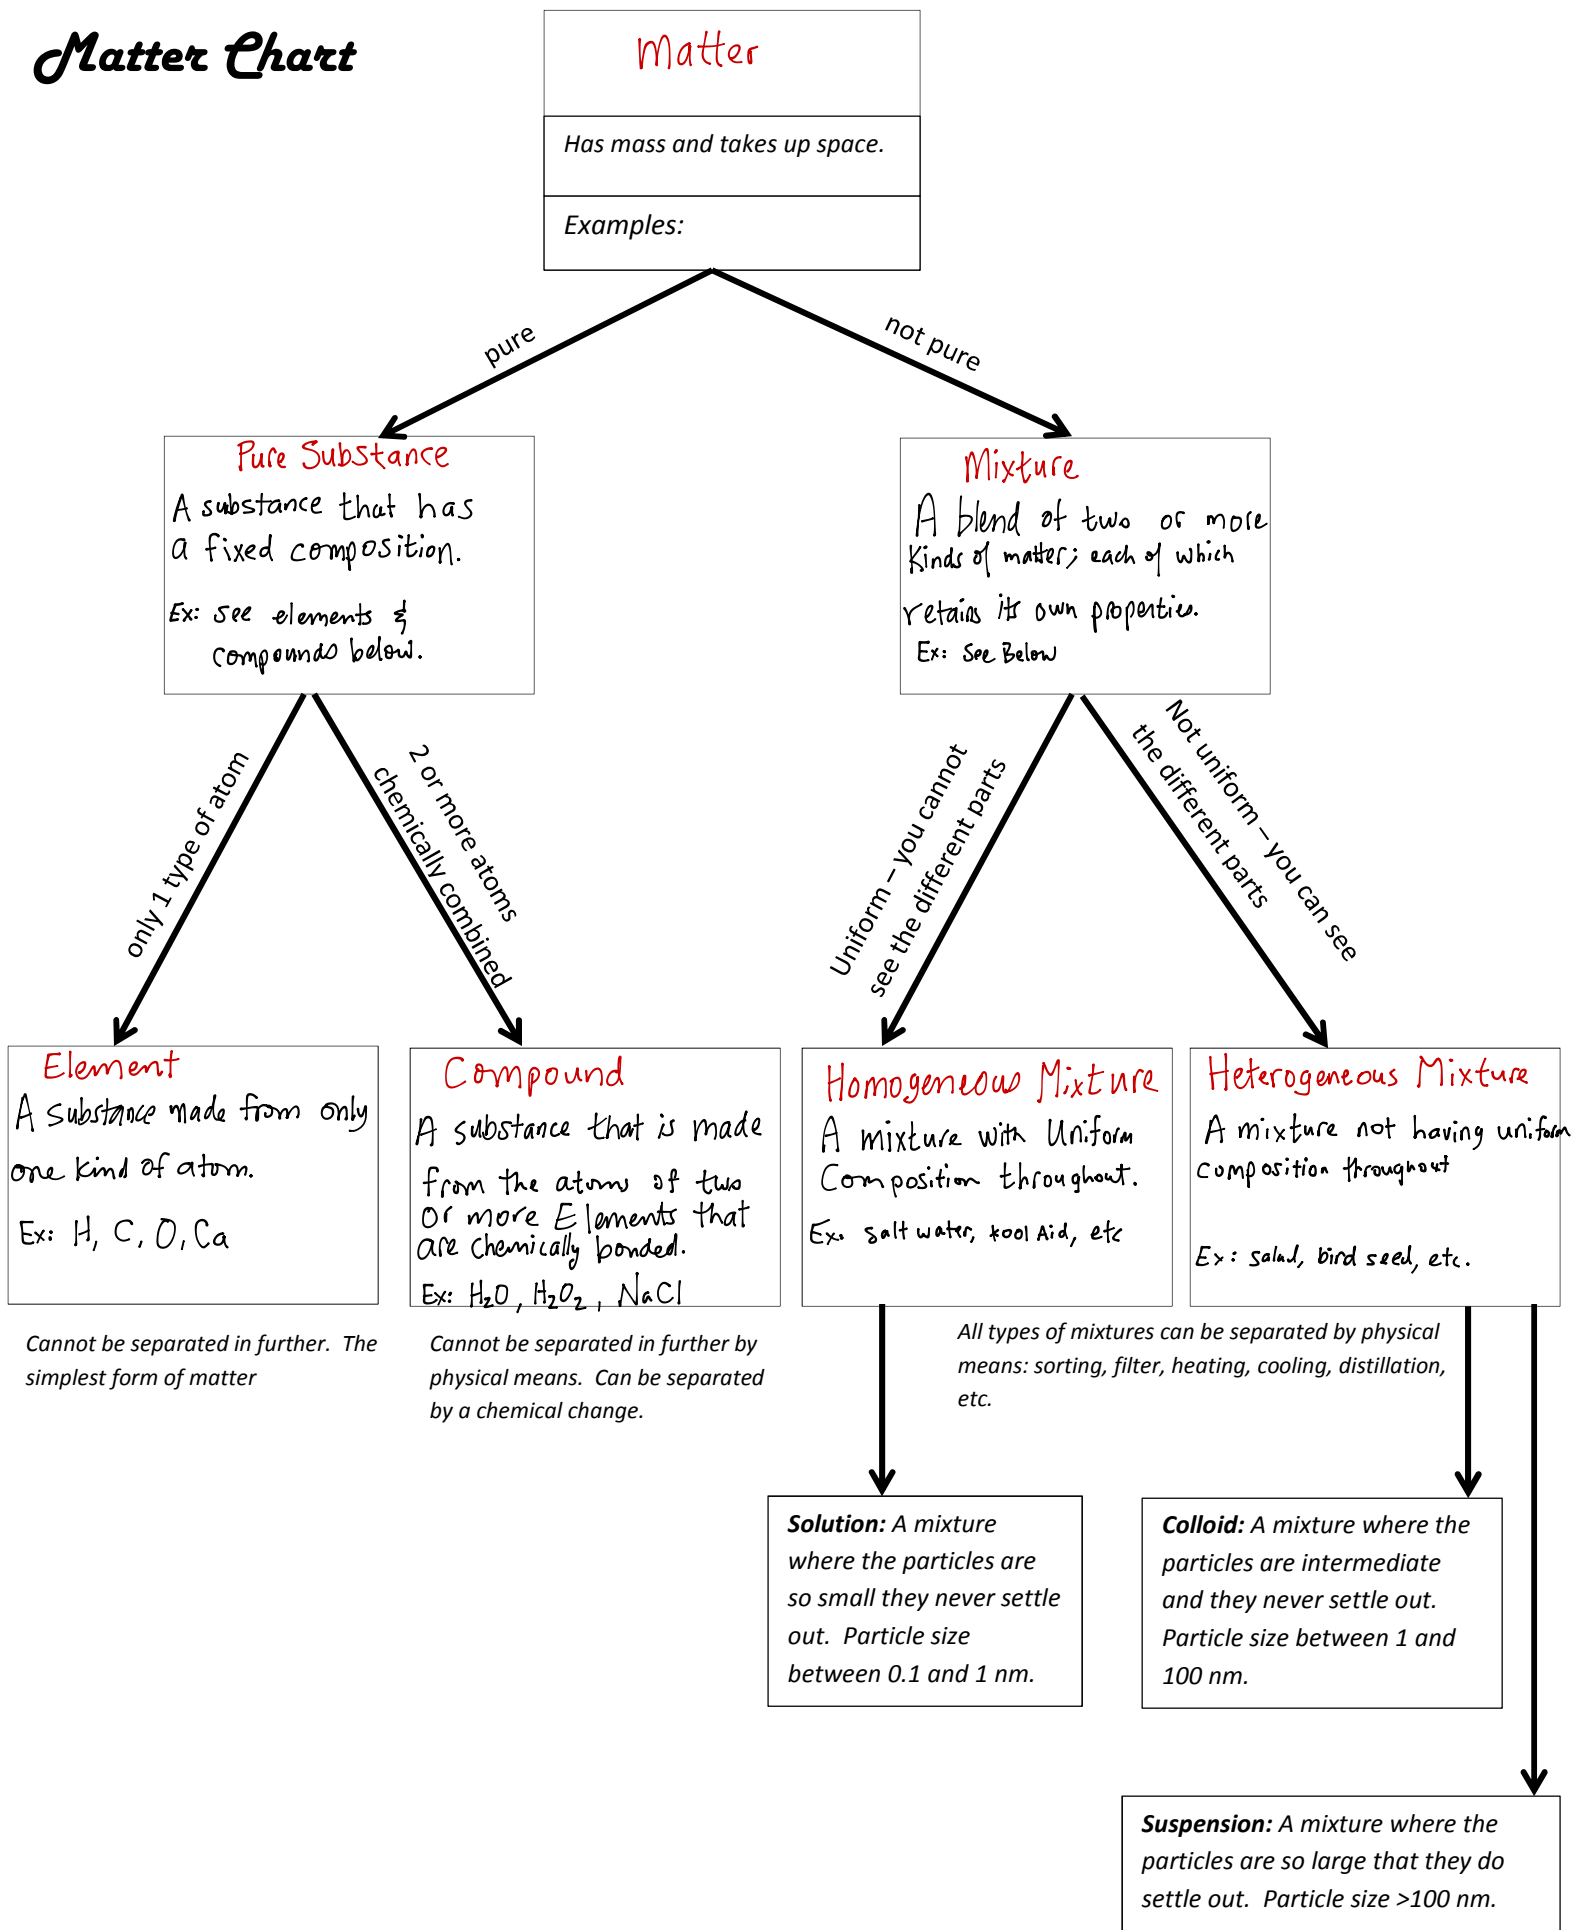 Matter Chart
Matter
Has mass and takes up space.
Examples:
pure
not pure
Pure Substance
A substance that has
a fixed composition.
Ex: see elements &
compounds below.
Mixture
A blend of two or more
kinds of matter; each of which
retains its own properties.
Ex: See Below
only 1 type of atom
2 or more atoms
chemically combined
Uniform – you cannot
see the different parts
Not uniform – you can see
the different parts
Element
A substance made from only
one kind of atom.
Ex: H, C, O, Ca
Compound
A substance that is made
from the atoms of two
or more Elements that
are chemically bonded.
Ex: H₂O, H₂O₂, NaCl
Homogeneous Mixture
A mixture with Uniform
Composition throughout.
Ex. salt water, kool Aid, etc
Heterogeneous Mixture
A mixture not having uniform
composition throughout
Ex: salad, bird seed, etc.
Cannot be separated in further. The
simplest form of matter
Cannot be separated in further by
physical means. Can be separated
by a chemical change.
All types of mixtures can be separated by physical
means: sorting, filter, heating, cooling, distillation,
etc.
Solution: A mixture
where the particles are
so small they never settle
out. Particle size
between 0.1 and 1 nm.
Colloid: A mixture where the
particles are intermediate
and they never settle out.
Particle size between 1 and
100 nm.
Suspension: A mixture where the
particles are so large that they do
settle out. Particle size >100 nm.